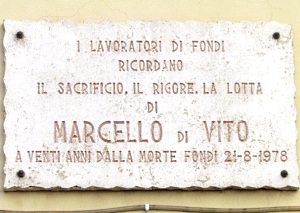 I LAVORATORI DI FONDI
RICORDANO
IL SACRIFICIO, IL RIGORE, LA LOTTA
DI
MARCELLO DI VITO
A VENTI ANNI DALLA MORTE FONDI 21-8-1978